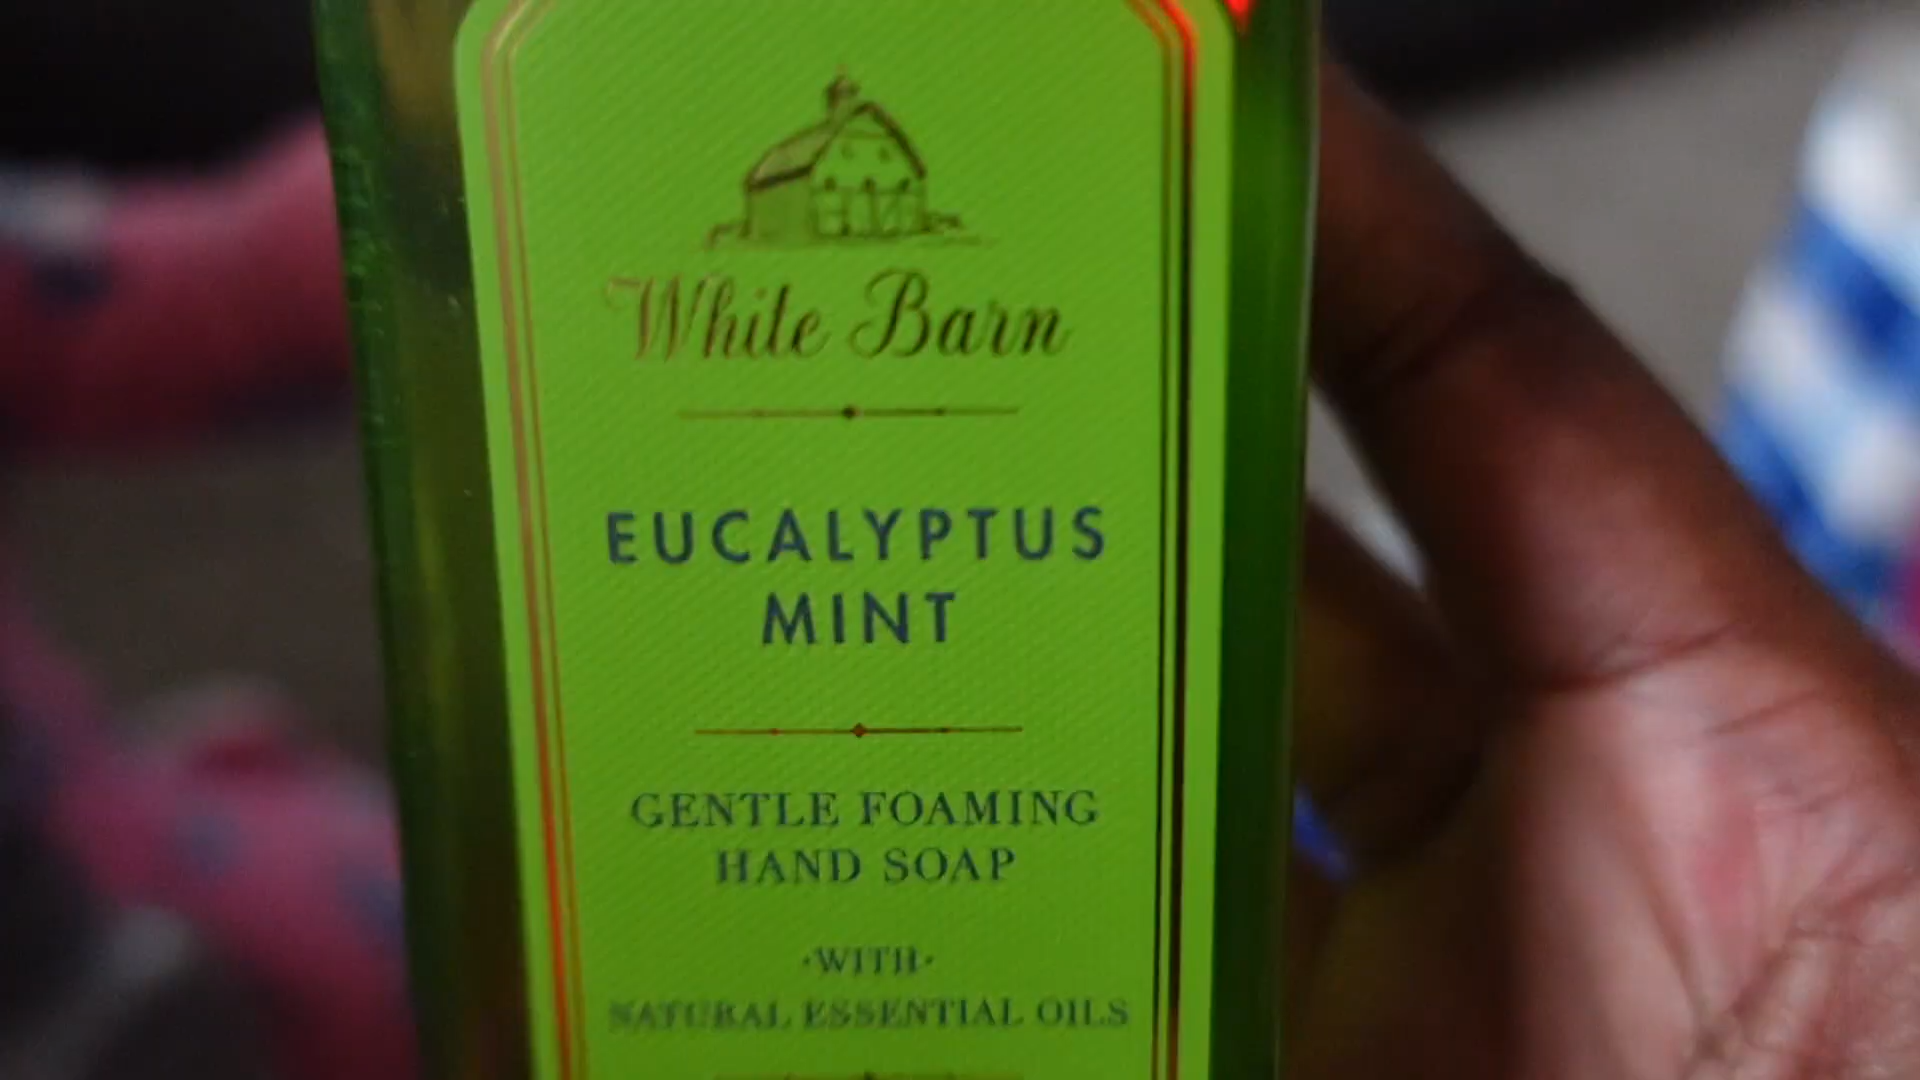 White Barn
EUCALYPTUS
MINT
GENTLE FOAMING
HAND SOAP
·WITH·
NATURAL ESSENTIAL OILS